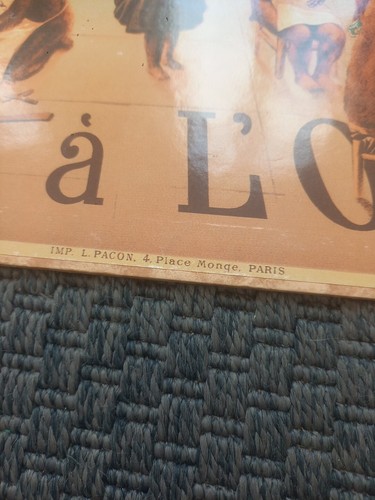 à L'O
IMP. L. PACON, 4, Place Monge, PARIS